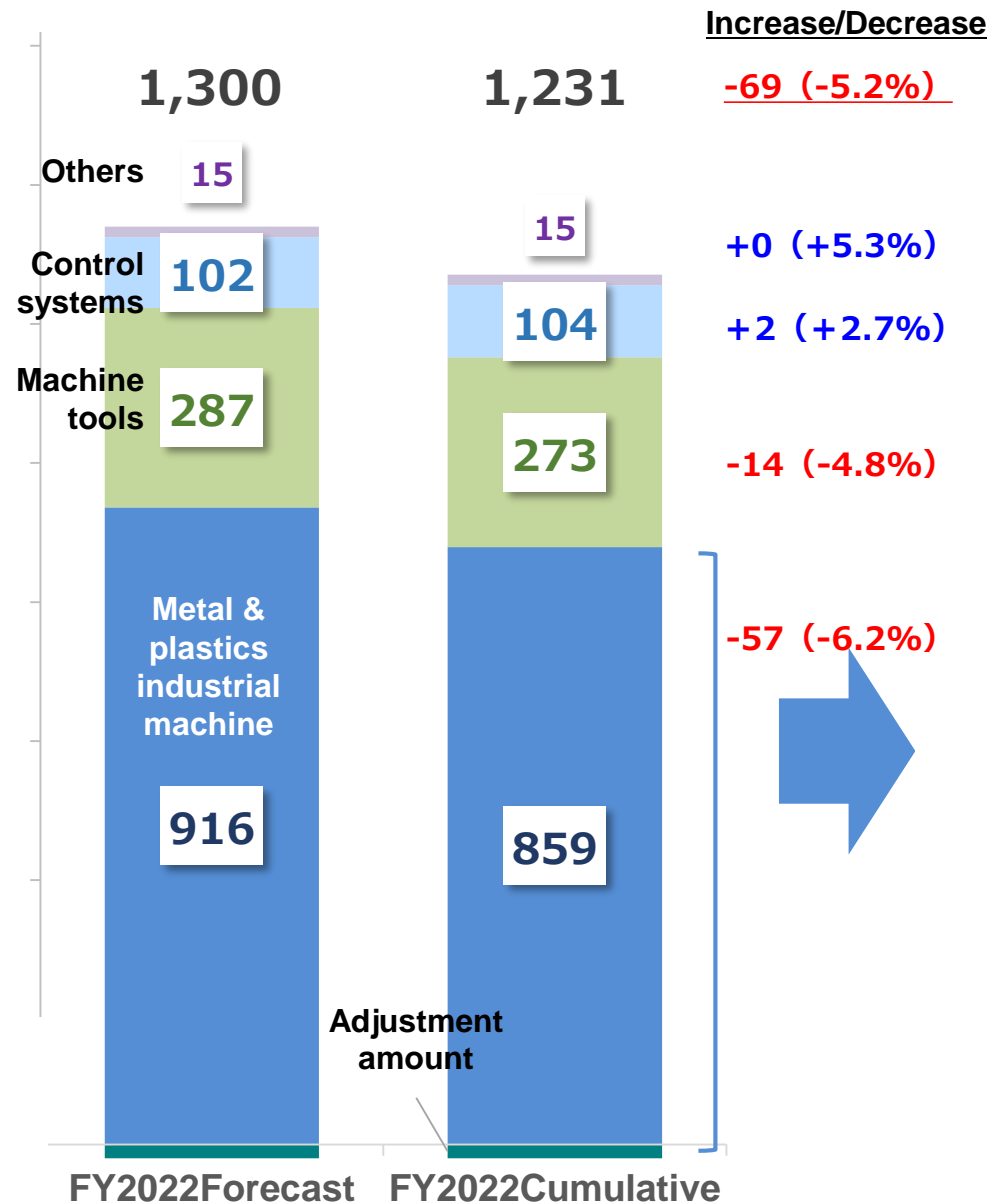 Increase/Decrease
1,300
1,231
-69（-5.2%）
Others
15
15
+0（+5.3%）
Control
systems
102
104
+2（+2.7%）
Machine
tools
287
273
-14（-4.8%）
Metal &
plastics
industrial
machine
-57（-6.2%）
916
859
Adjustment
amount
FY2022Forecast
FY2022Cumulative